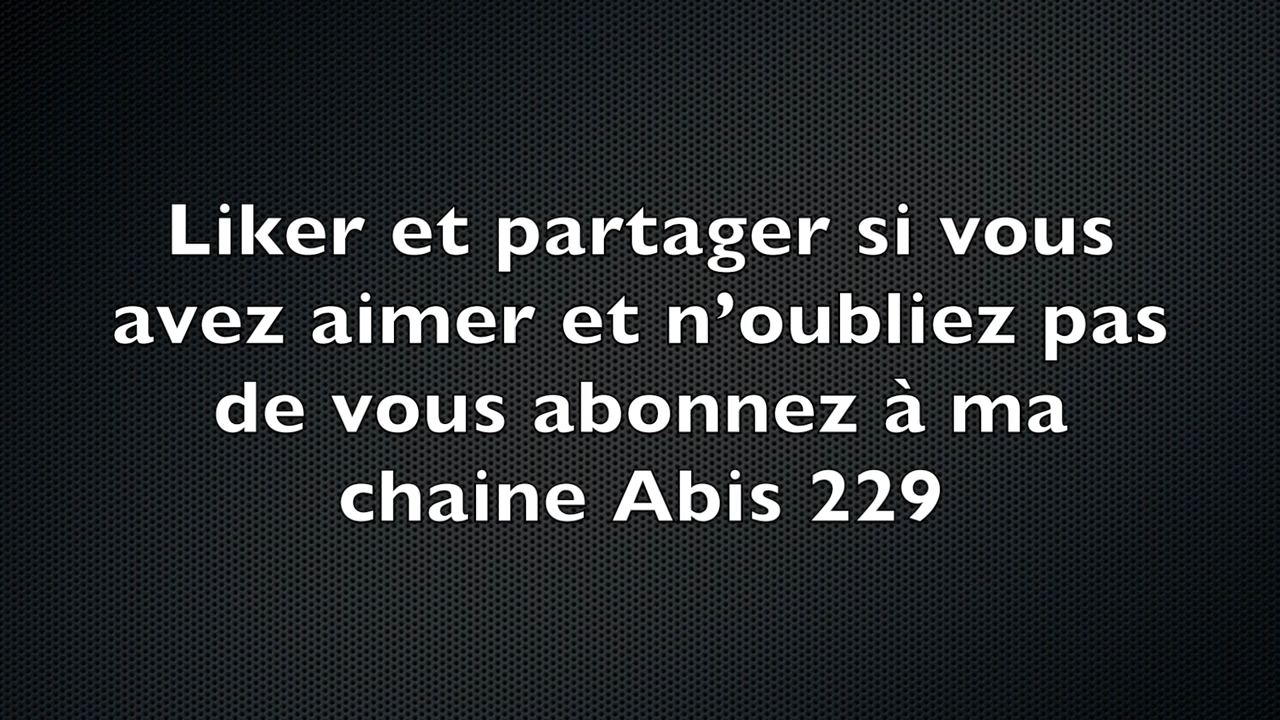 Liker et partager si vous
avez aimer et n’oubliez pas
de vous abonnez à ma
chaine Abis 229